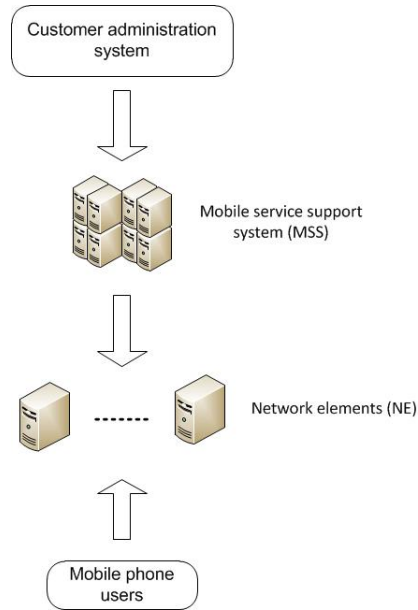 Customer administration
system
Mobile service support
system (MSS)
Network elements (NE)
Mobile phone
users